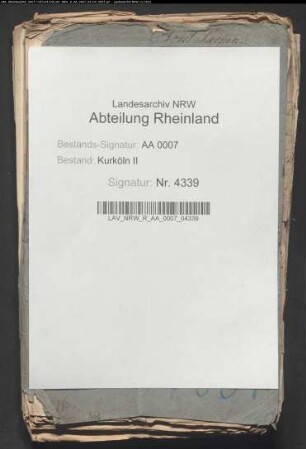 Landesarchiv NRW
Abteilung Rheinland
Bestands-Signatur: AA 0007
Bestand: Kurköln II
Signatur: Nr. 4339
LAV_NRW_R_AA_0007_04339